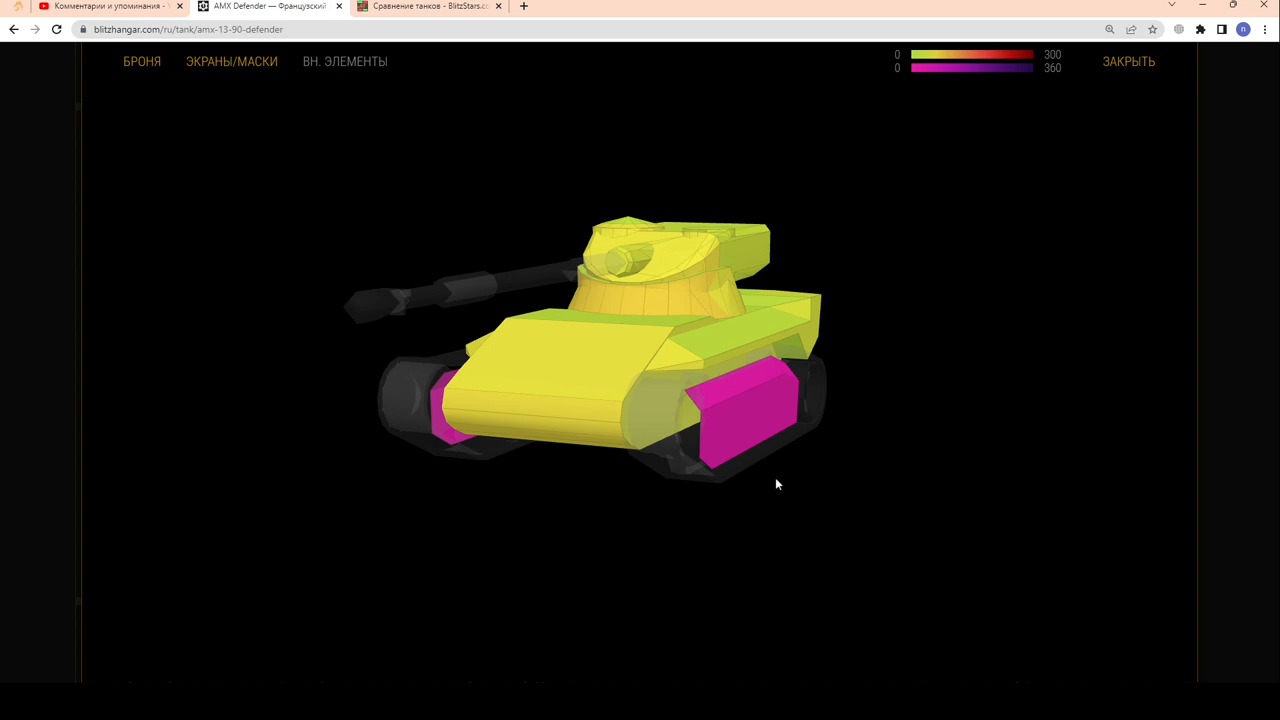 Комментарии и упоминания -
AMX Defender — Французский
Сравнение танков - BlitzStars.c
blitzhangar.com/ru/tank/amx-13-90-defender
n
БРОНЯ ЭКРАНЫ/МАСКИ ВН. ЭЛЕМЕНТЫ
0 300
0 360
ЗАКРЫТЬ